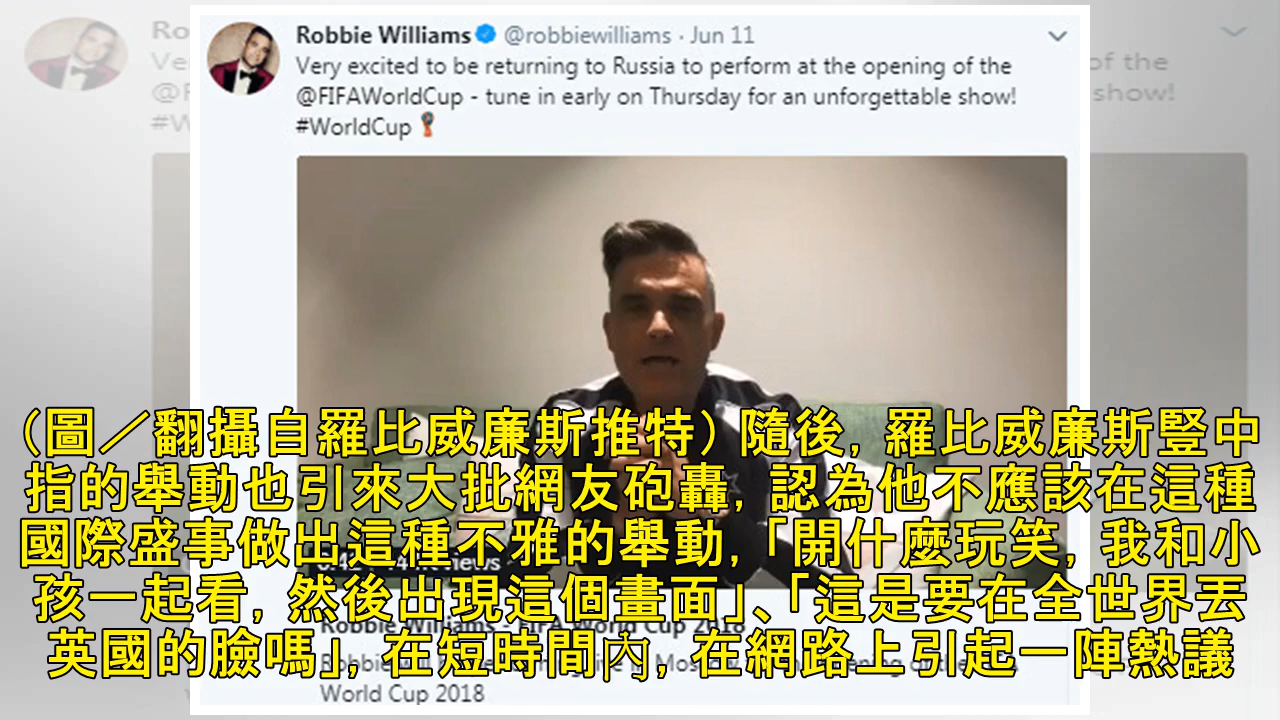 Robbie Williams @robbiewilliams · Jun 11
Very excited to be returning to Russia to perform at the opening of the
@FIFAWorldCup - tune in early on Thursday for an unforgettable show!
#WorldCup
(圖／翻攝自羅比威廉斯推特) 隨後, 羅比威廉斯豎中
指的舉動也引來大批網友砲轟, 認為他不應該在這種
國際盛事做出這種不雅的舉動,「開什麼玩笑, 我和小
孩一起看, 然後出現這個畫面」、「這是要在全世界丟
英國的臉嗎」, 在短時間內, 在網路上引起一陣熱議
Robbie Williams - FIFA World Cup 2018
World Cup 2018